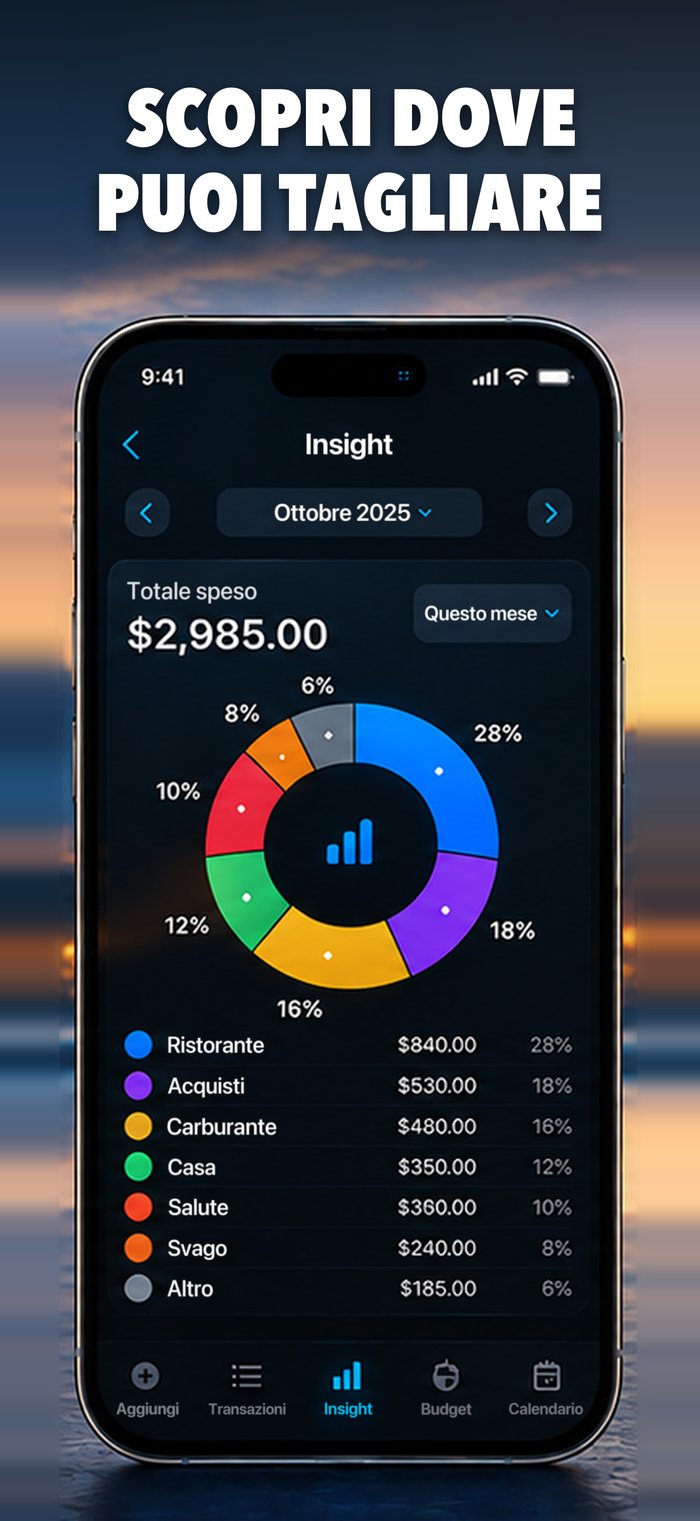 SCOPRI DOVE
PUOI TAGLIARE
9:41
Insight
Ottobre 2025
Totale speso
$2,985.00
Questo mese
6%
8%
28%
10%
12%
18%
16%
Ristorante $840.00 28%
Acquisti $530.00 18%
Carburante $480.00 16%
Casa $350.00 12%
Salute $360.00 10%
Svago $240.00 8%
Altro $185.00 6%
Aggiungi Transazioni Insight Budget Calendario